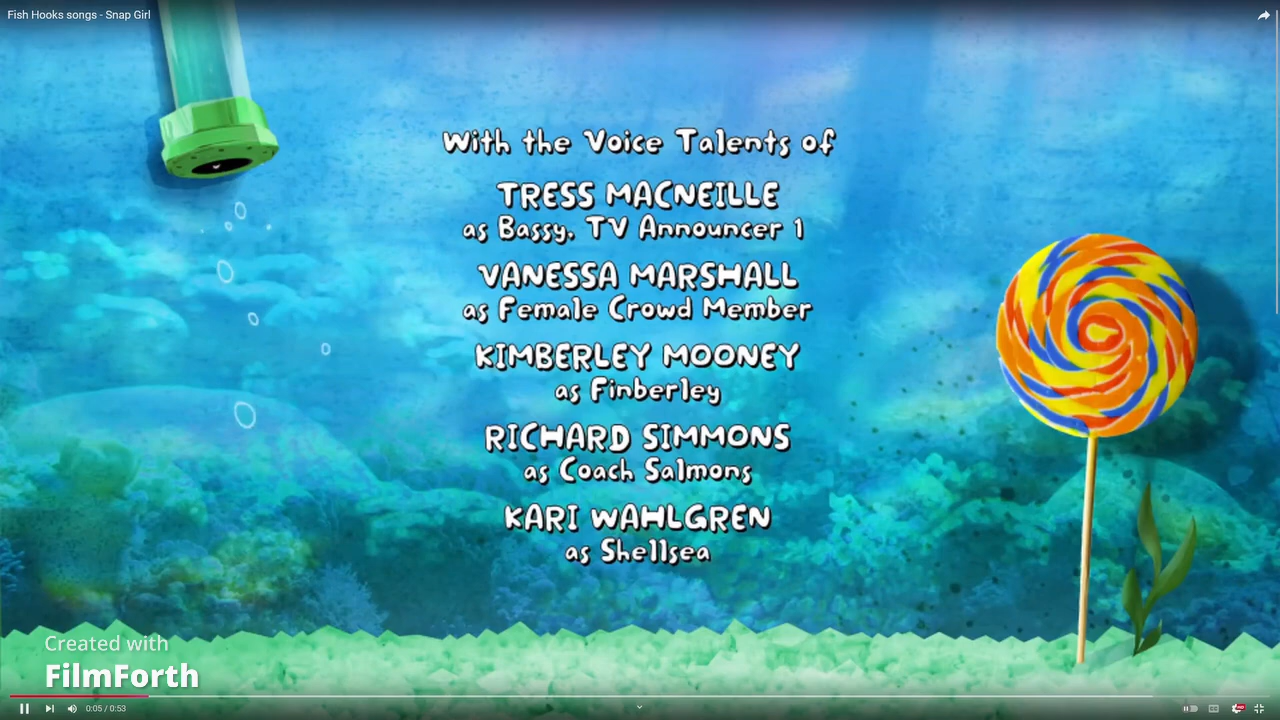 Fish Hooks songs - Snap Girl
With the Voice Talents of
TRESS MACNEILLE
as Bassy, TV Announcer 1
VANESSA MARSHALL
as Female Crowd Member
KIMBERLEY MOONEY
as Finberley
RICHARD SIMMONS
as Coach Salmons
KARI WAHLGREN
as Shellsea
Created with
FilmForth
0:05 / 0:53
HD